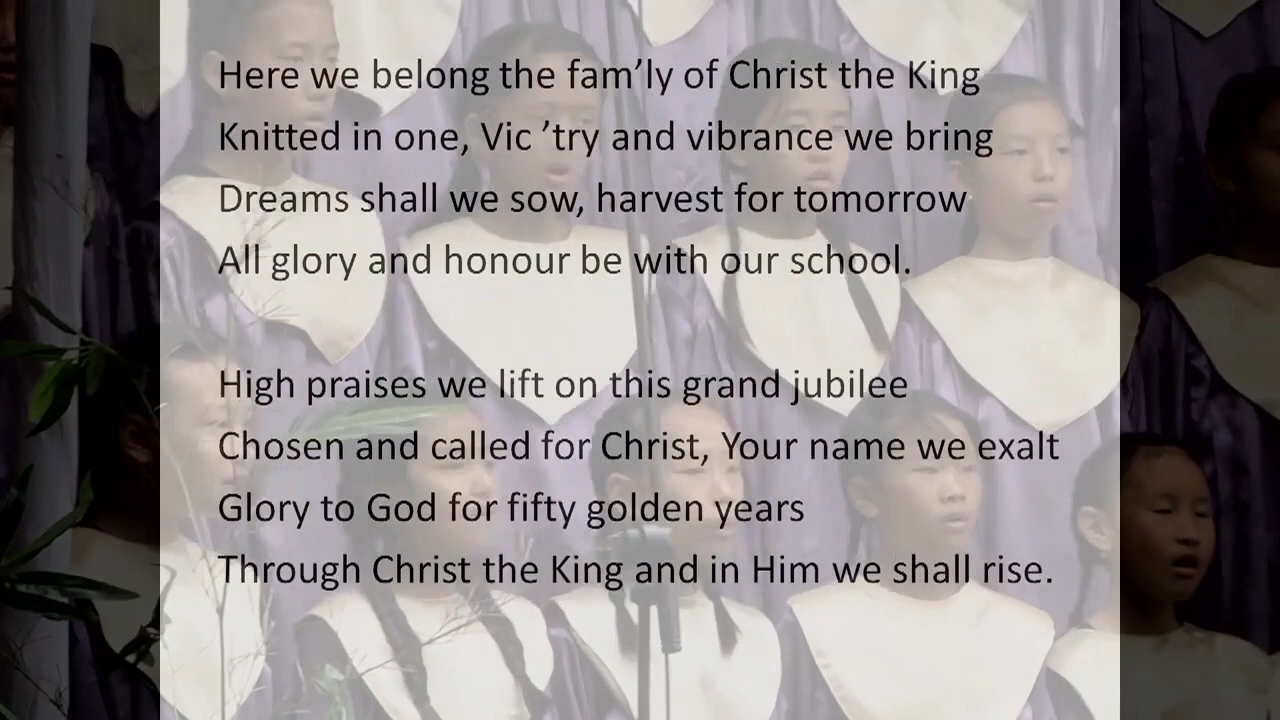 Here we belong the fam’ly of Christ the King
Knitted in one, Vic ’try and vibrance we bring
Dreams shall we sow, harvest for tomorrow
All glory and honour be with our school.
High praises we lift on this grand jubilee
Chosen and called for Christ, Your name we exalt
Glory to God for fifty golden years
Through Christ the King and in Him we shall rise.